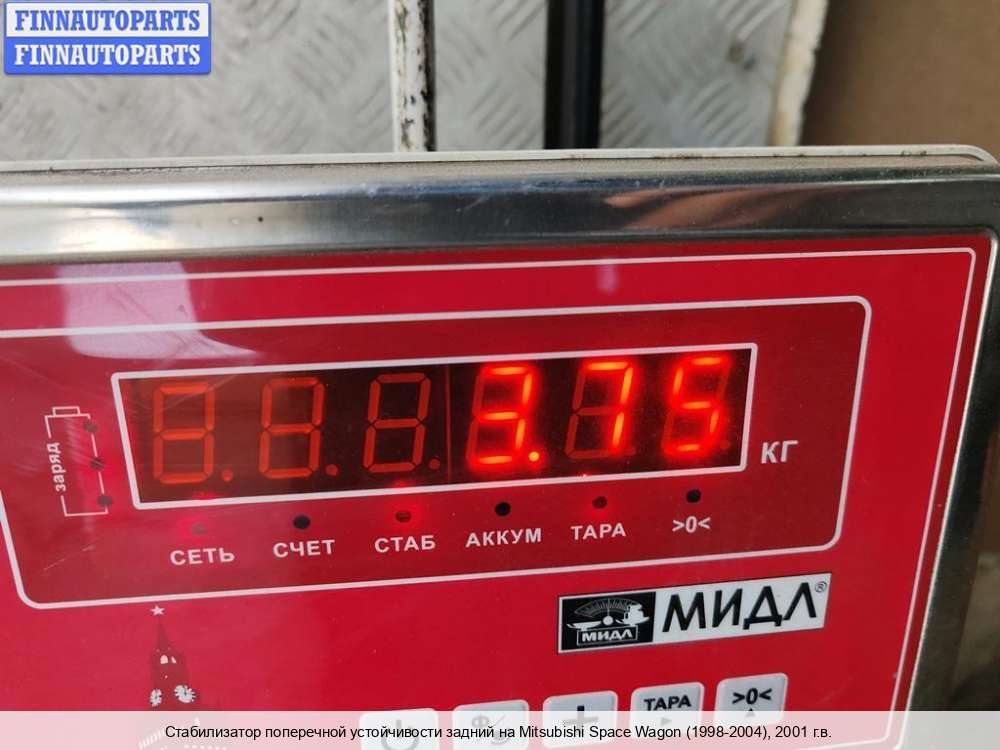 FINNAUTOPARTS
FINNAUTOPARTS
3.75 КГ
заряд
СЕТЬ СЧЕТ СТАБ АККУМ ТАРА >0<
МИДЛ МИДЛ®
+ ТАРА >0<
Стабилизатор поперечной устойчивости задний на Mitsubishi Space Wagon (1998-2004), 2001 г.в.